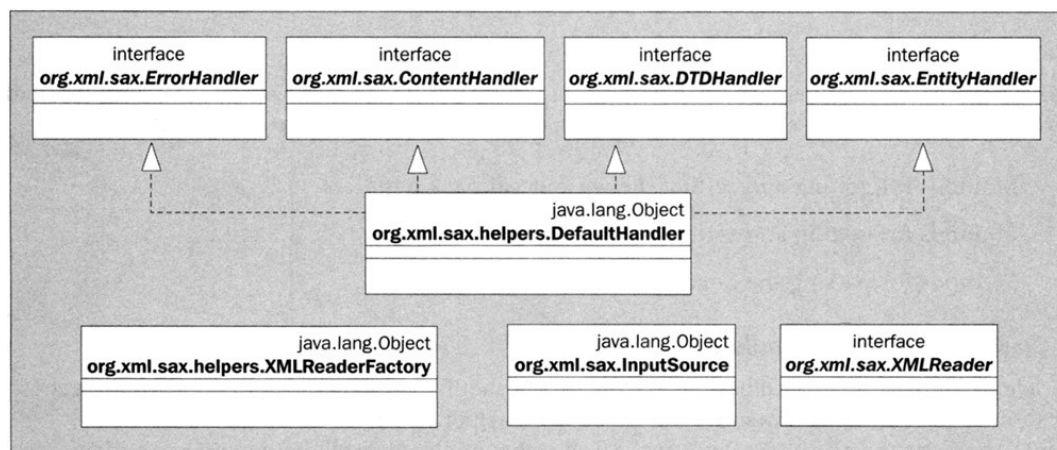 interface
org.xml.sax.ErrorHandler
interface
org.xml.sax.ContentHandler
interface
org.xml.sax.DTDHandler
interface
org.xml.sax.EntityHandler
java.lang.Object
org.xml.sax.helpers.DefaultHandler
java.lang.Object
org.xml.sax.helpers.XMLReaderFactory
java.lang.Object
org.xml.sax.InputSource
interface
org.xml.sax.XMLReader